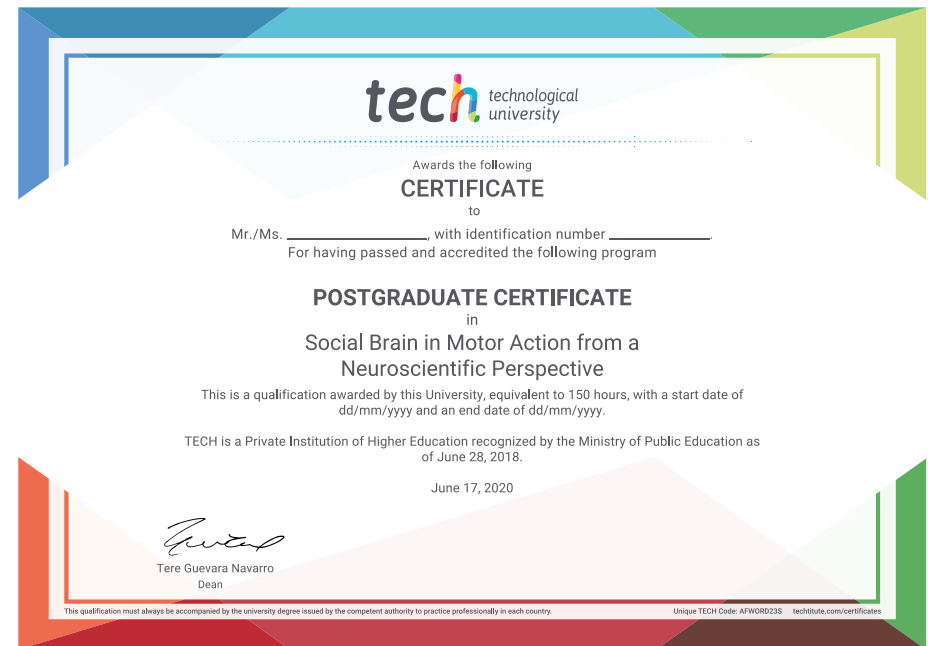 tech technological
university
Awards the following
CERTIFICATE
to
Mr./Ms. ____________________, with identification number ______________.
For having passed and accredited the following program
POSTGRADUATE CERTIFICATE
in
Social Brain in Motor Action from a
Neuroscientific Perspective
This is a qualification awarded by this University, equivalent to 150 hours, with a start date of
dd/mm/yyyy and an end date of dd/mm/yyyy.
TECH is a Private Institution of Higher Education recognized by the Ministry of Public Education as
of June 28, 2018.
June 17, 2020
Tere Guevara Navarro
Dean
This qualification must always be accompanied by the university degree issued by the competent authority to practice professionally in each country.
Unique TECH Code: AFWORD23S techtitute.com/certificates